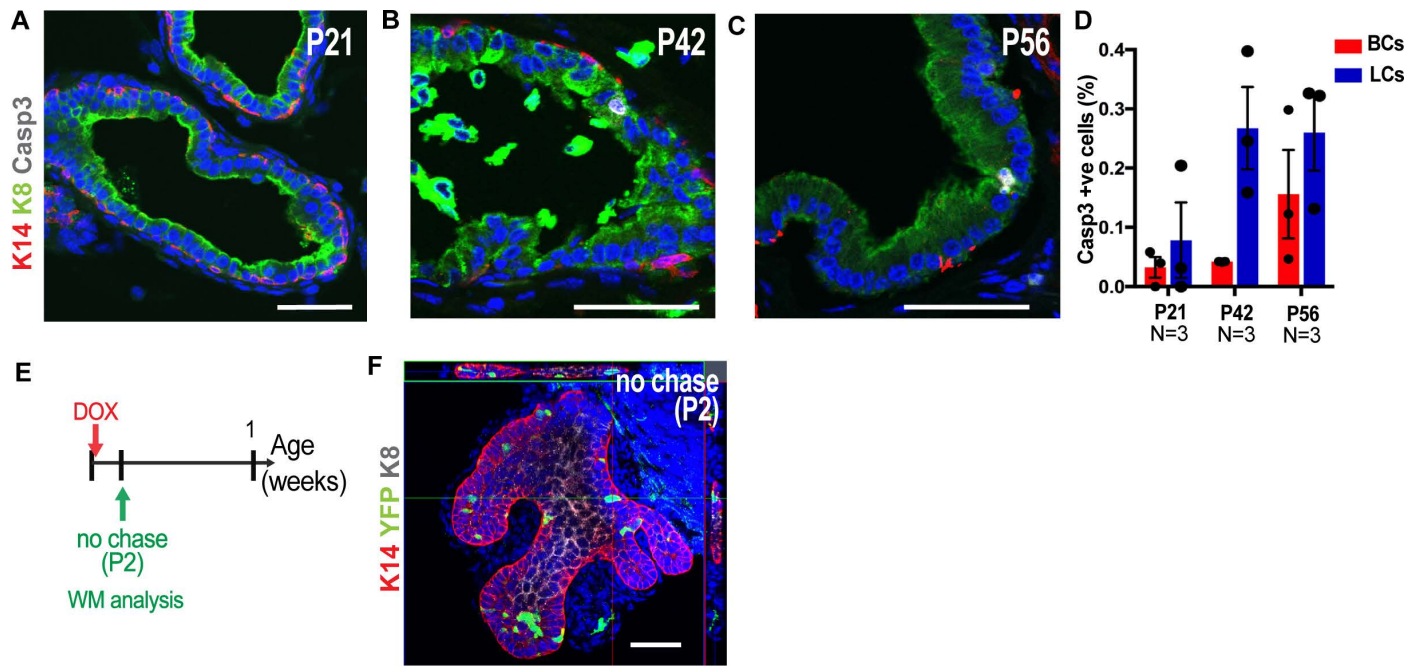 A
P21
K14 K8 Casp3
B
P42
C
P56
D
Casp3 +ve cells (%)
0.4
0.3
0.2
0.1
0.0
BCs
LCs
P21
N=3
P42
N=3
P56
N=3
E
DOX
1
Age
(weeks)
no chase
(P2)
WM analysis
F
K14 YFP K8
no chase
(P2)